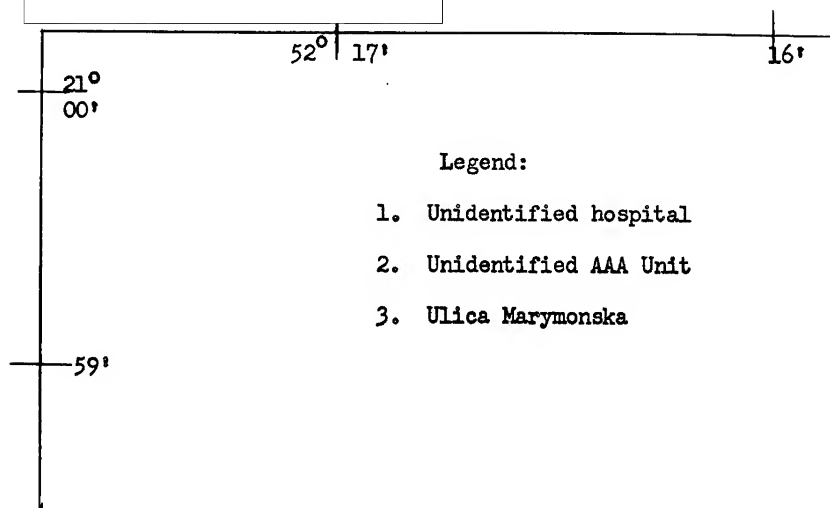 52° 17' 16'
21°
00'
Legend:
1. Unidentified hospital
2. Unidentified AAA Unit
3. Ulica Marymonska
59'